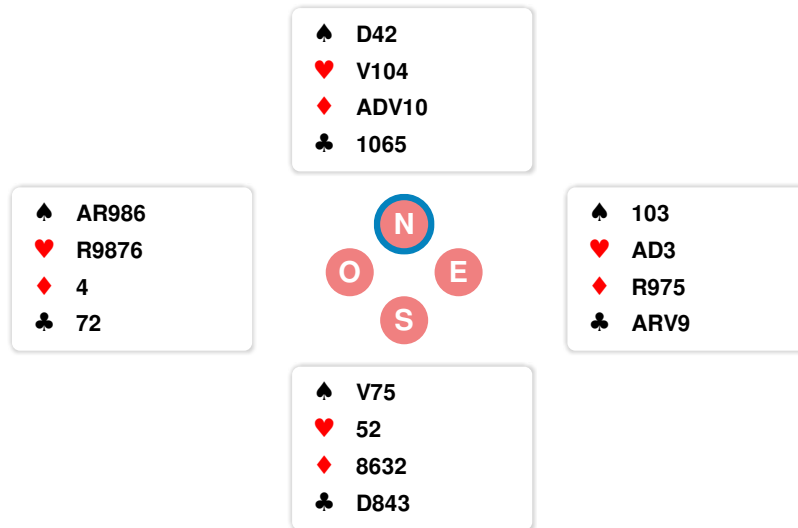 ♠ D42
♥ V104
♦ ADV10
♣ 1065
♠ AR986
♥ R9876
♦ 4
♣ 72
N
O E
S
♠ 103
♥ AD3
♦ R975
♣ ARV9
♠ V75
♥ 52
♦ 8632
♣ D843